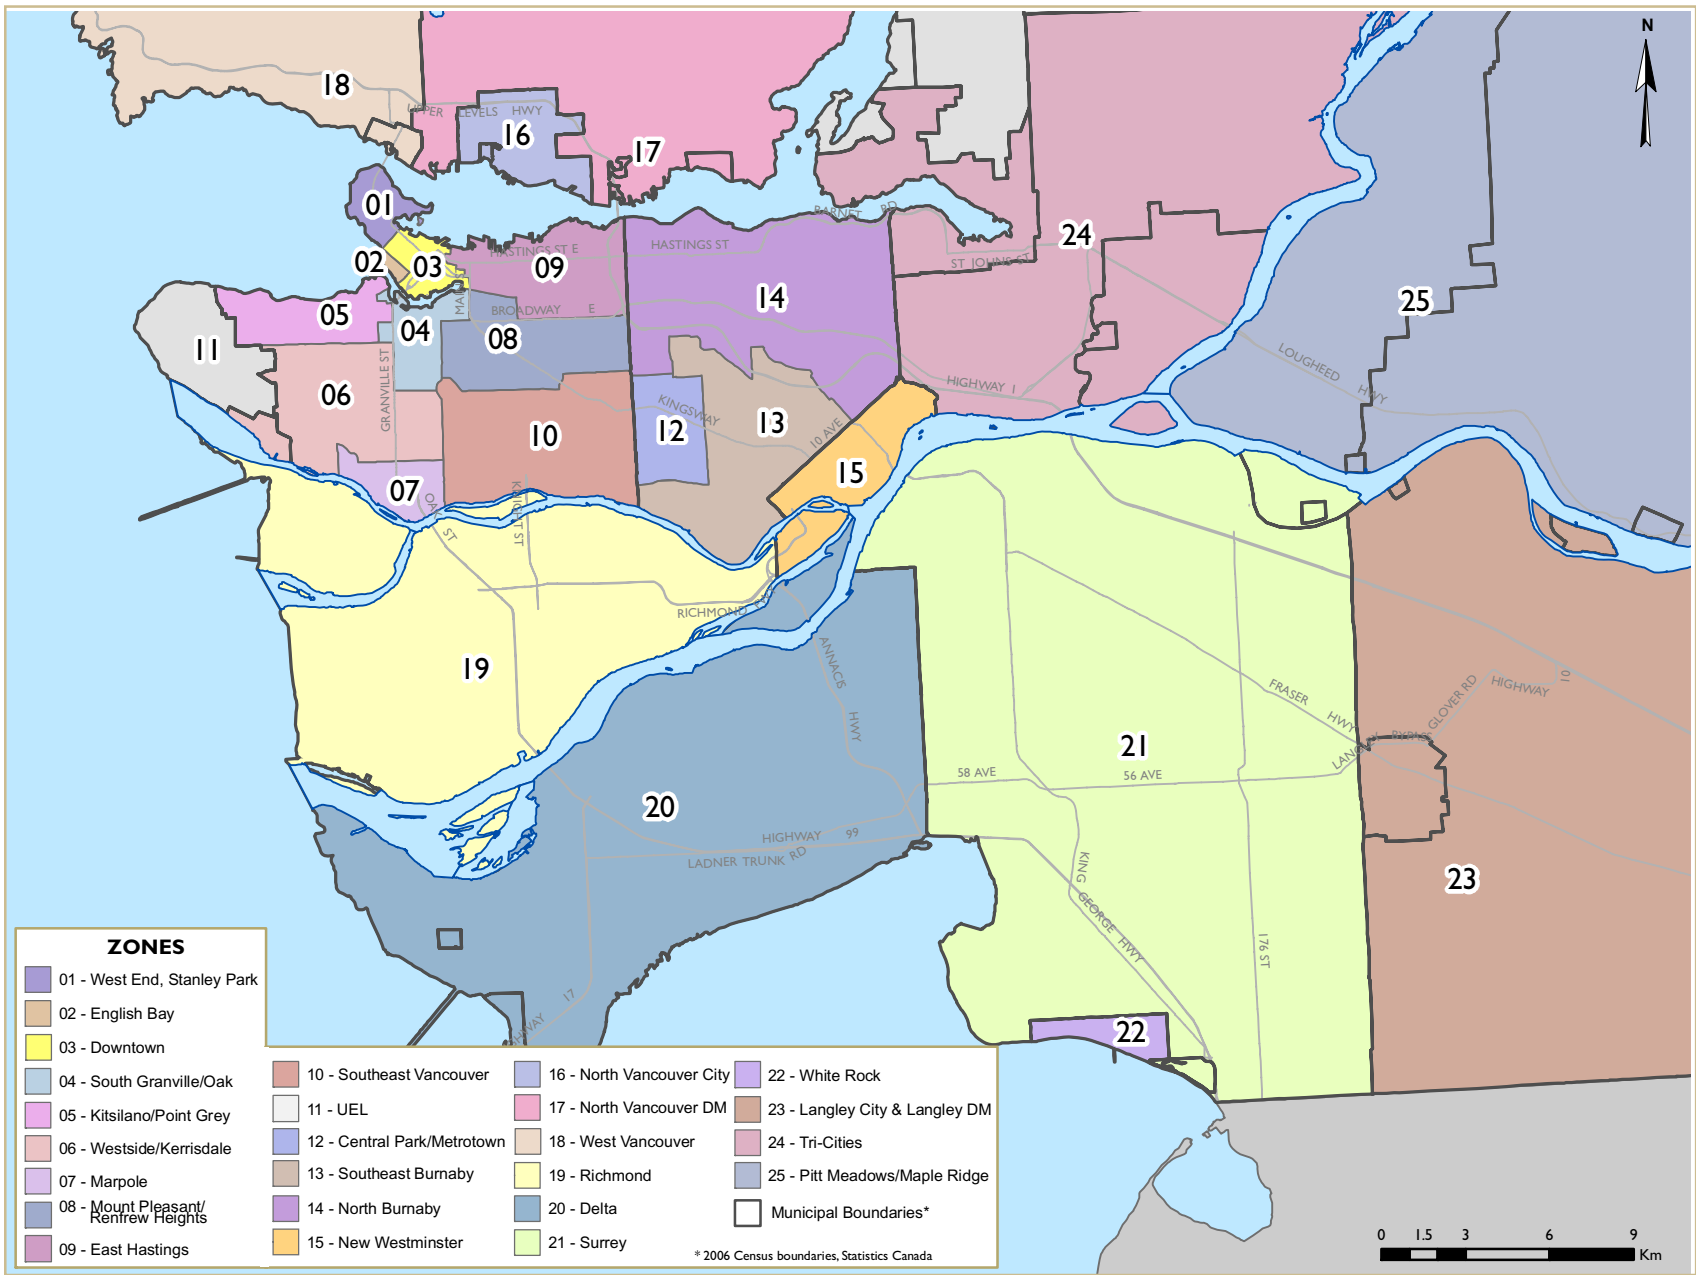 N
18
UPPER LEVELS HWY
16
17
01
BARNET RD
24
02
03
HASTINGS ST E
09
HASTINGS ST
ST JOHNS ST
25
14
05
04
MAIN
BROADWAY E
08
11
GRANVILLE ST
LOUGHEED HWY
HIGHWAY 1
06
KINGSWAY
12
13
10 AVE
10
15
07
OAK ST
KNIGHT ST
RICHMOND
ANNACIS HWY
19
FRASER HWY
GLOVER RD
HIGHWAY 10
LANGLEY BYPASS
21
58 AVE
56 AVE
20
HIGHWAY 99
LADNER TRUNK RD
KING GEORGE HWY
23
176 ST
17
22
ZONES
01 - West End, Stanley Park
02 - English Bay
03 - Downtown
04 - South Granville/Oak
05 - Kitsilano/Point Grey
06 - Westside/Kerrisdale
07 - Marpole
08 - Mount Pleasant/
Renfrew Heights
09 - East Hastings
10 - Southeast Vancouver
11 - UEL
12 - Central Park/Metrotown
13 - Southeast Burnaby
14 - North Burnaby
15 - New Westminster
16 - North Vancouver City
17 - North Vancouver DM
18 - West Vancouver
19 - Richmond
20 - Delta
21 - Surrey
22 - White Rock
23 - Langley City & Langley DM
24 - Tri-Cities
25 - Pitt Meadows/Maple Ridge
Municipal Boundaries*
* 2006 Census boundaries, Statistics Canada
0 1.5 3 6 9
Km